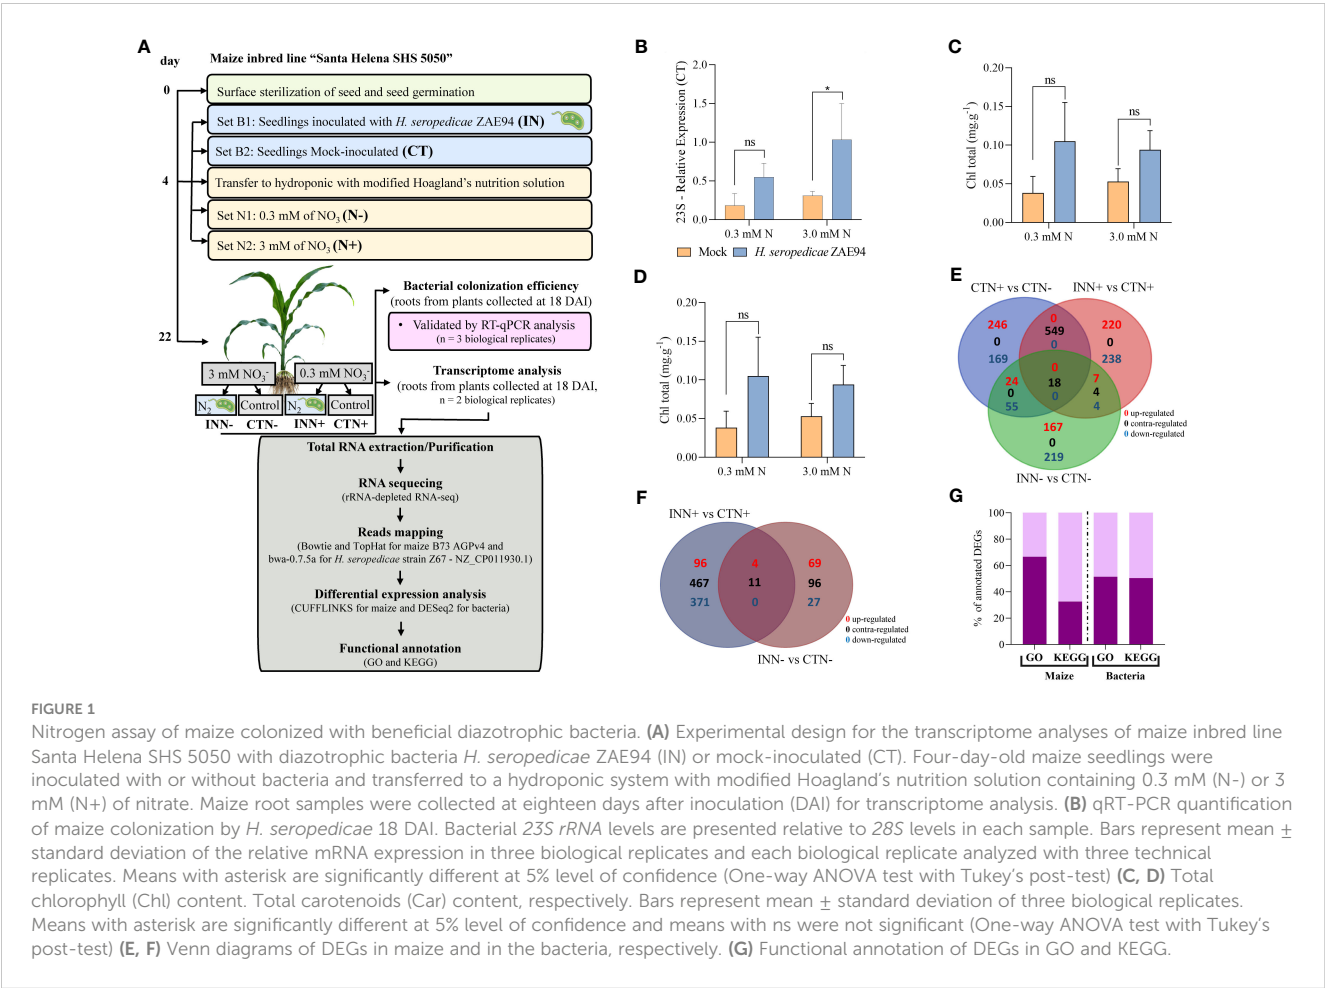 A
day
Maize inbred line “Santa Helena SHS 5050”
0
Surface sterilization of seed and seed germination
Set B1: Seedlings inoculated with H. seropedicae ZAE94 (IN)
Set B2: Seedlings Mock-inoculated (CT)
4
Transfer to hydroponic with modified Hoagland's nutrition solution
Set N1: 0.3 mM of NO3 (N-)
Set N2: 3 mM of NO3 (N+)
22
Bacterial colonization efficiency
(roots from plants collected at 18 DAI)
• Validated by RT-qPCR analysis
(n = 3 biological replicates)
Transcriptome analysis
(roots from plants collected at 18 DAI,
n = 2 biological replicates)
3 mM NO3-
0.3 mM NO3-
N2
Control
N2
Control
INN-
CTN-
INN+
CTN+
Total RNA extraction/Purification
RNA sequecing
(rRNA-depleted RNA-seq)
Reads mapping
(Bowtie and TopHat for maize B73 AGPv4 and
bwa-0.7.5a for H. seropedicae strain Z67 - NZ_CP011930.1)
Differential expression analysis
(CUFFLINKS for maize and DESeq2 for bacteria)
Functional annotation
(GO and KEGG)
B
23S - Relative Expression (CT)
2.0
1.5
1.0
0.5
0.0
ns
*
0.3 mM N
3.0 mM N
Mock
H. seropedicae ZAE94
C
Chl total (mg.g-1)
0.20
0.15
0.10
0.05
0.00
ns
ns
0.3 mM N
3.0 mM N
D
Chl total (mg.g-1)
0.20
0.15
0.10
0.05
0.00
ns
ns
0.3 mM N
3.0 mM N
E
CTN+ vs CTN-
INN+ vs CTN+
246
0
169
0
549
0
220
0
238
0
18
0
24
0
55
7
4
4
167
0
219
0 up-regulated
0 contra-regulated
0 down-regulated
INN- vs CTN-
F
INN+ vs CTN+
96
467
371
4
11
0
69
96
27
0 up-regulated
0 contra-regulated
0 down-regulated
INN- vs CTN-
G
% of annotated DEGs
100
80
60
40
20
0
GO
KEGG
GO
KEGG
Maize
Bacteria
FIGURE 1
Nitrogen assay of maize colonized with beneficial diazotrophic bacteria. (A) Experimental design for the transcriptome analyses of maize inbred line
Santa Helena SHS 5050 with diazotrophic bacteria H. seropedicae ZAE94 (IN) or mock-inoculated (CT). Four-day-old maize seedlings were
inoculated with or without bacteria and transferred to a hydroponic system with modified Hoagland's nutrition solution containing 0.3 mM (N-) or 3
mM (N+) of nitrate. Maize root samples were collected at eighteen days after inoculation (DAI) for transcriptome analysis. (B) qRT-PCR quantification
of maize colonization by H. seropedicae 18 DAI. Bacterial 23S rRNA levels are presented relative to 28S levels in each sample. Bars represent mean ±
standard deviation of the relative mRNA expression in three biological replicates and each biological replicate analyzed with three technical
replicates. Means with asterisk are significantly different at 5% level of confidence (One-way ANOVA test with Tukey's post-test) (C, D) Total
chlorophyll (Chl) content. Total carotenoids (Car) content, respectively. Bars represent mean ± standard deviation of three biological replicates.
Means with asterisk are significantly different at 5% level of confidence and means with ns were not significant (One-way ANOVA test with Tukey's
post-test) (E, F) Venn diagrams of DEGs in maize and in the bacteria, respectively. (G) Functional annotation of DEGs in GO and KEGG.